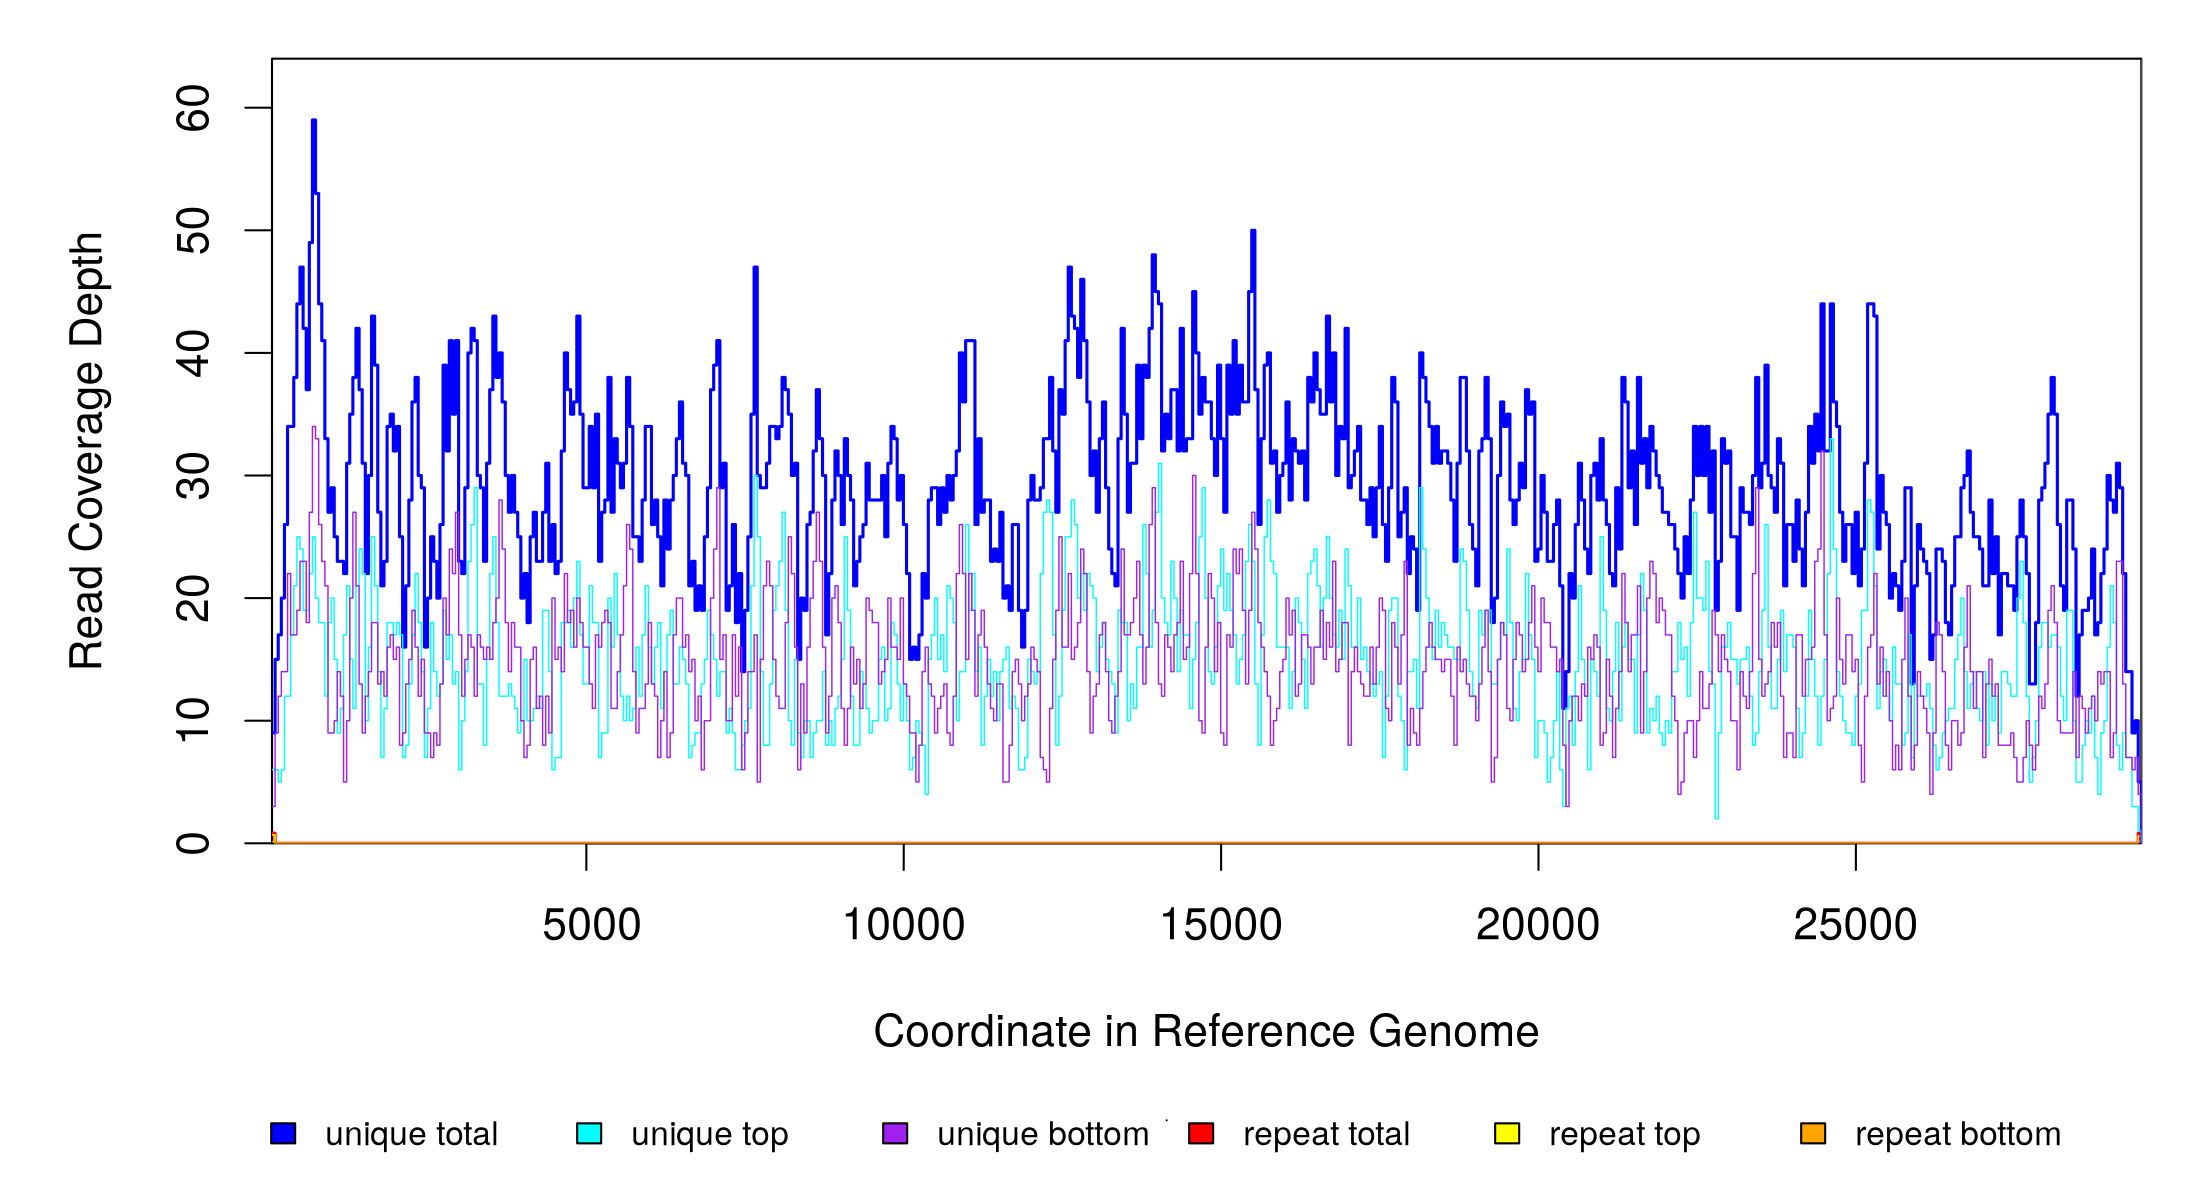 Read Coverage Depth
60
50
40
30
20
10
0
5000 10000 15000 20000 25000
Coordinate in Reference Genome
unique total unique top unique bottom repeat total repeat top repeat bottom